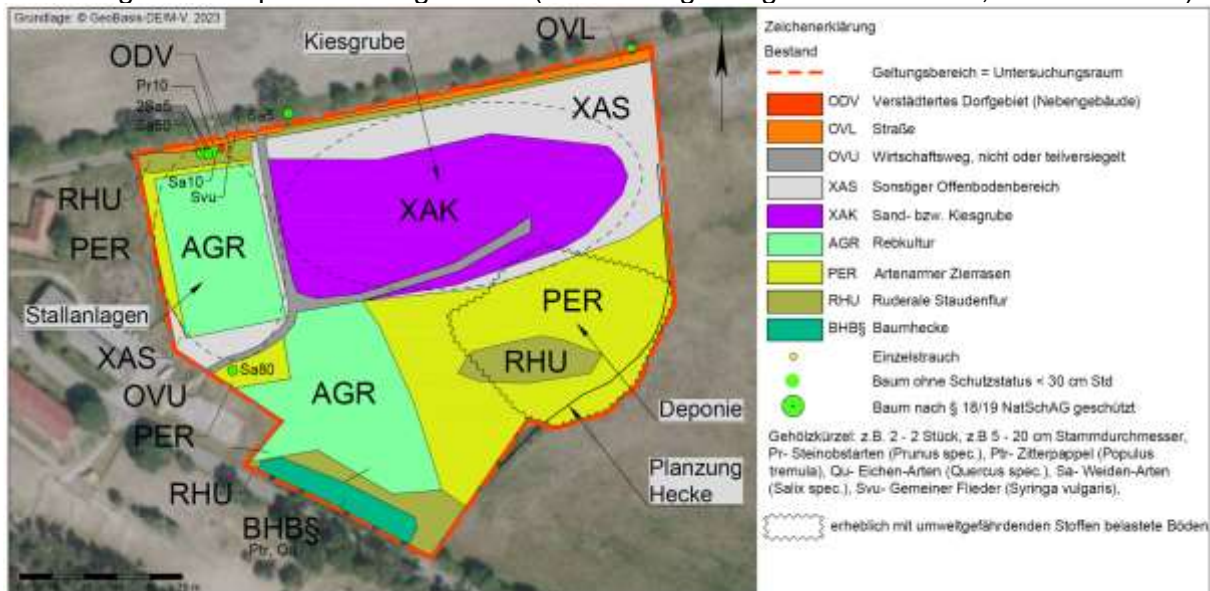 Grundlage: © GeoBasis-DE/M-V, 2023
ODV
Pr10
2Sa5
Sa60
Kiesgrube
OVL
XAS
RHU
Sa10
Svu
PER
AGR
XAK
Stallanlagen
PER
XAS
Sa80
RHU
OVU
AGR
Deponie
PER
Planzung
Hecke
RHU
BHB§
Ptr, Qu
Zeichenerklärung
Bestand
Geltungsbereich = Untersuchungsraum
ODV Verstädtertes Dorfgebiet (Nebengebäude)
OVL Straße
OVU Wirtschaftsweg, nicht oder teilversiegelt
XAS Sonstiger Offenbodenbereich
XAK Sand- bzw. Kiesgrube
AGR Rebkultur
PER Artenarmer Zierrasen
RHU Ruderale Staudenflur
BHB§ Baumhecke
Einzelstrauch
Baum ohne Schutzstatus < 30 cm Std
Baum nach § 18/19 NatSchAG geschützt
Gehölzkürzel: z.B. 2 - 2 Stück, z.B 5 - 20 cm Stammdurchmesser,
Pr- Steinobstarten (Prunus spec.), Ptr- Zitterpappel (Populus
tremula), Qu- Eichen-Arten (Quercus spec.), Sa- Weiden-Arten
(Salix spec.), Svu- Gemeiner Flieder (Syringa vulgaris),
erheblich mit umweltgefährdenden Stoffen belastete Böden